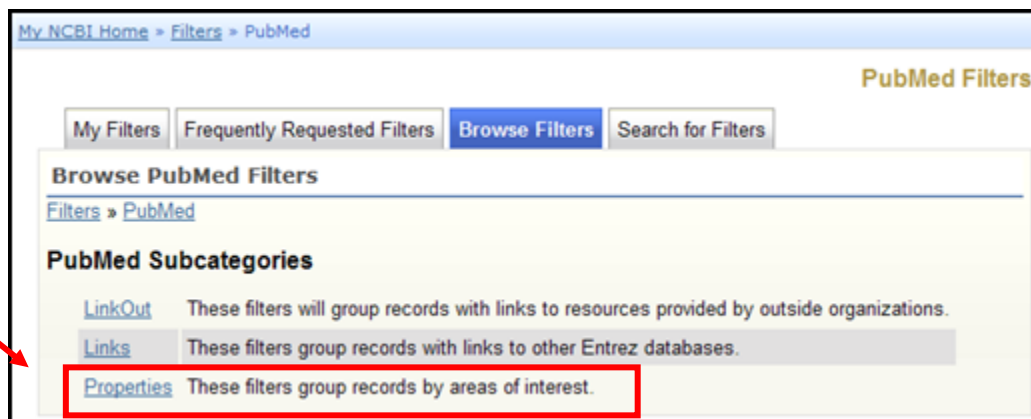 My NCBI Home » Filters » PubMed
PubMed Filters
My Filters Frequently Requested Filters Browse Filters Search for Filters
Browse PubMed Filters
Filters » PubMed
PubMed Subcategories
LinkOut These filters will group records with links to resources provided by outside organizations.
Links These filters group records with links to other Entrez databases.
Properties These filters group records by areas of interest.